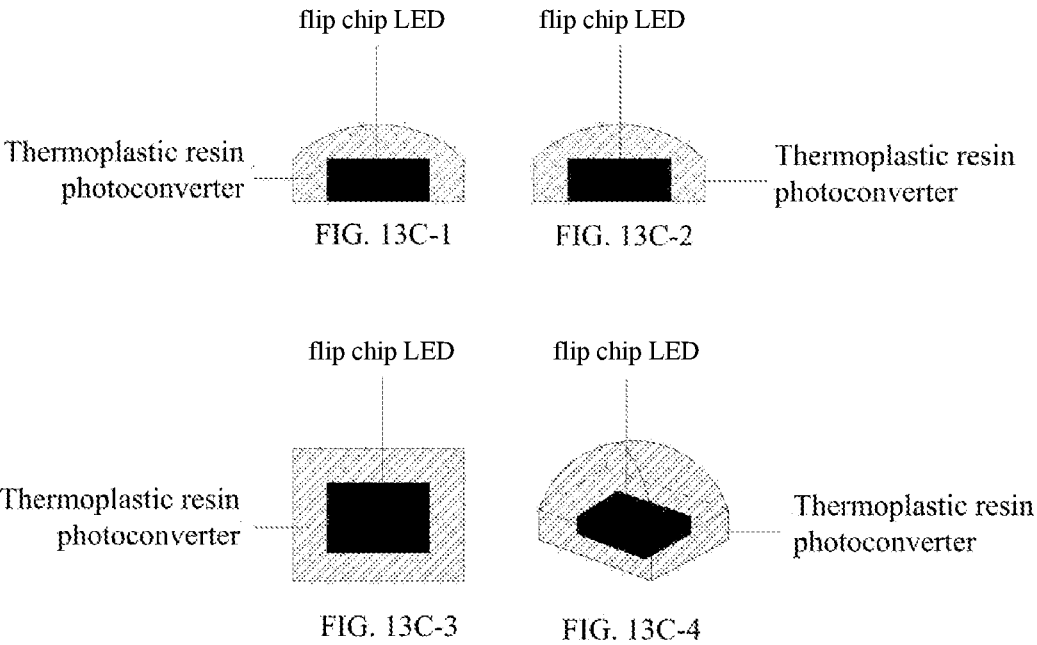 flip chip LED
flip chip LED
Thermoplastic resin
photoconverter
Thermoplastic resin
photoconverter
FIG. 13C-1
FIG. 13C-2
flip chip LED
flip chip LED
Thermoplastic resin
photoconverter
Thermoplastic resin
photoconverter
FIG. 13C-3
FIG. 13C-4